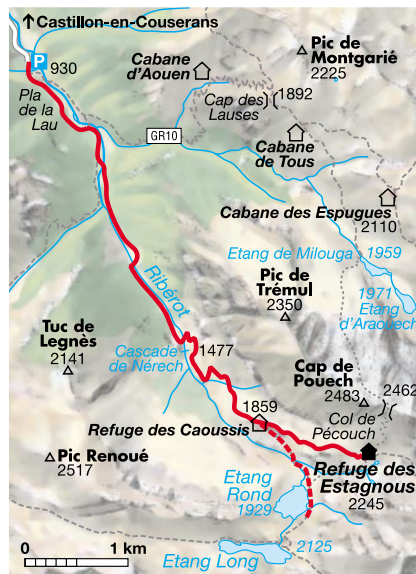 ↑ Castillon-en-Couserans
P
930
Pla
de la
Lau
Cabane
d'Aouen
Pic de
Montgarié
2225
Cap des
Lauses
1892
GR10
Cabane
de Tous
Cabane des Espugues
2110
Etang de Milouga
1959
1971
Etang
d'Araouech
Ribérot
Pic de
Trémul
2350
Tuc de
Legnès
2141
Cascade
de Nérech
1477
Cap de
Pouech
2483
2462
Col de
Pécouch
1859
Refuge des Caoussis
Pic Renoué
2517
Refuge des
Estagnous
2245
Etang
Rond
1929
2125
Etang Long
0 1 km